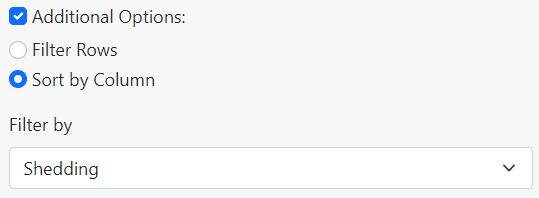 Additional Options:
Filter Rows
Sort by Column
Filter by
Shedding